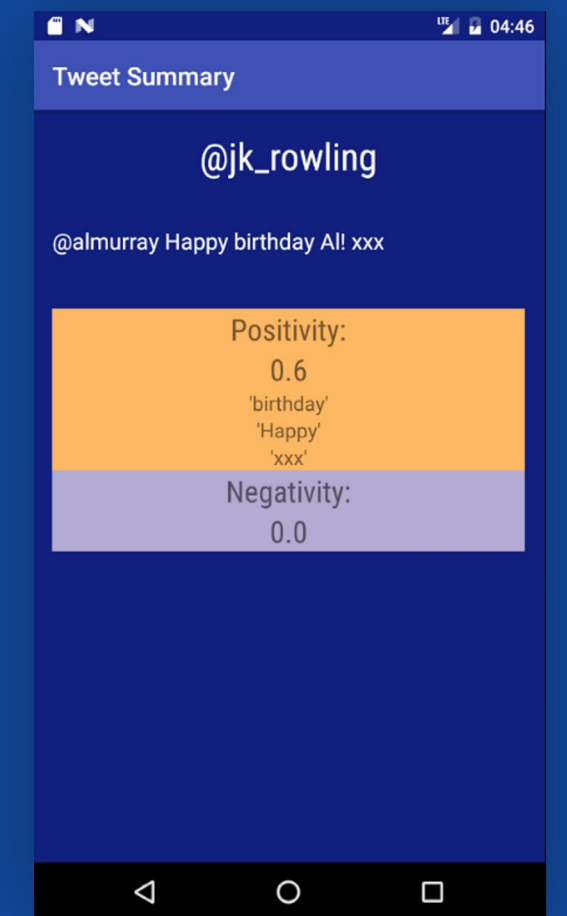 LTE 04:46
Tweet Summary
@jk_rowling
@almurray Happy birthday Al! xxx
Positivity:
0.6
'birthday'
'Happy'
'xxx'
Negativity:
0.0